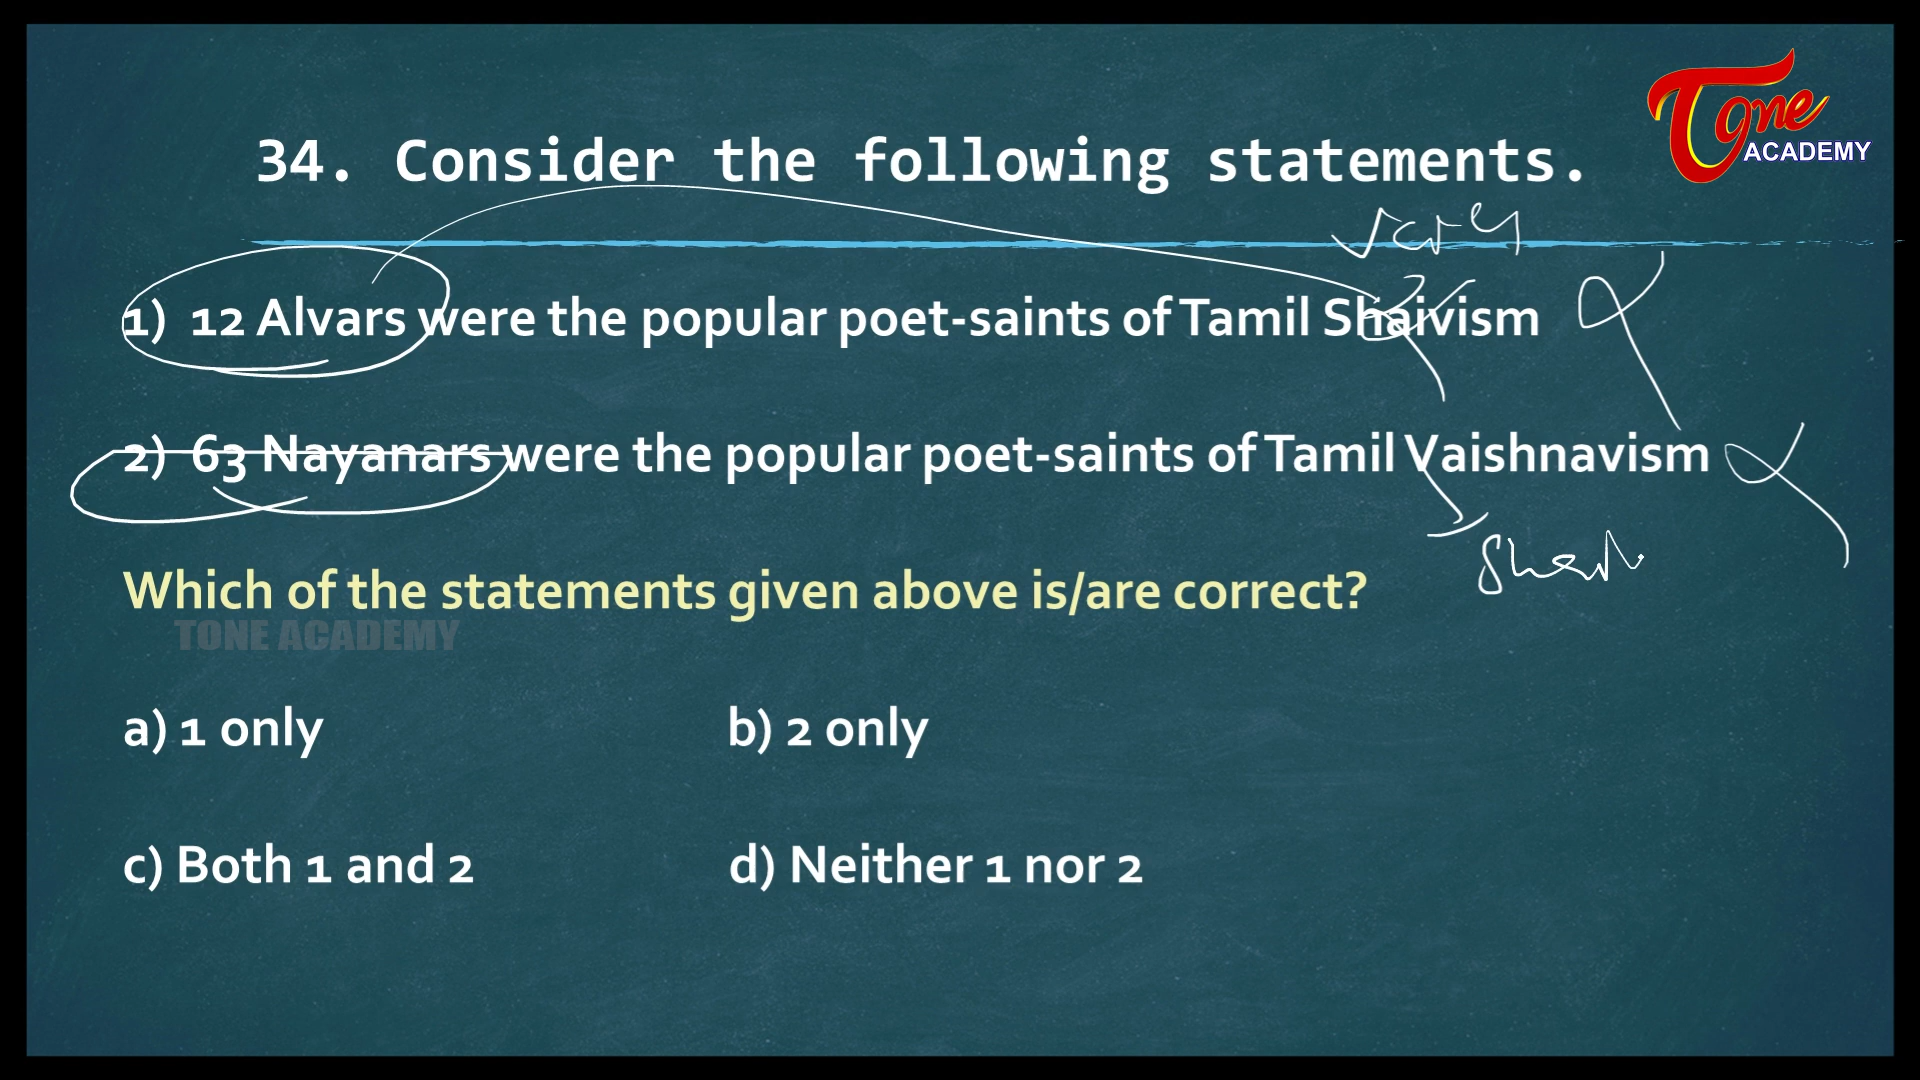 Tone
ACADEMY
34. Consider the following statements.
1) 12 Alvars were the popular poet-saints of Tamil Shaivism
2) 63 Nayanars were the popular poet-saints of Tamil Vaishnavism
Which of the statements given above is/are correct?
TONE ACADEMY
a) 1 only b) 2 only
c) Both 1 and 2 d) Neither 1 nor 2